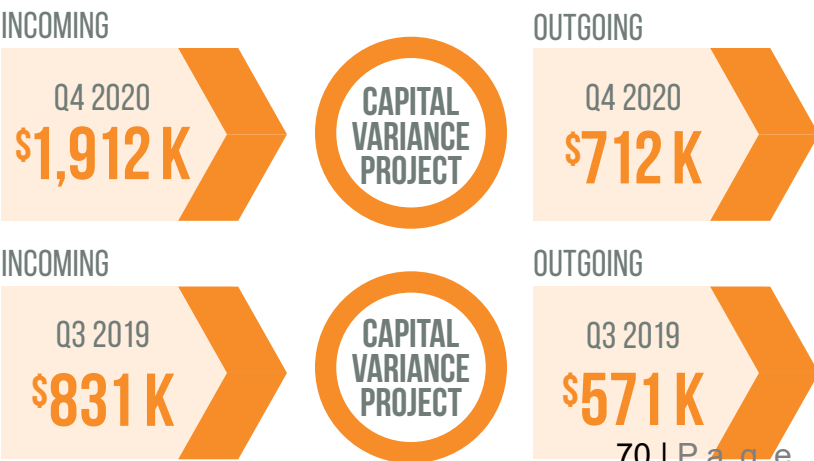 INCOMING
Q4 2020
$1,912 K
CAPITAL
VARIANCE
PROJECT
OUTGOING
Q4 2020
$712 K
INCOMING
Q3 2019
$831 K
CAPITAL
VARIANCE
PROJECT
OUTGOING
Q3 2019
$571 K
70 | P a g e